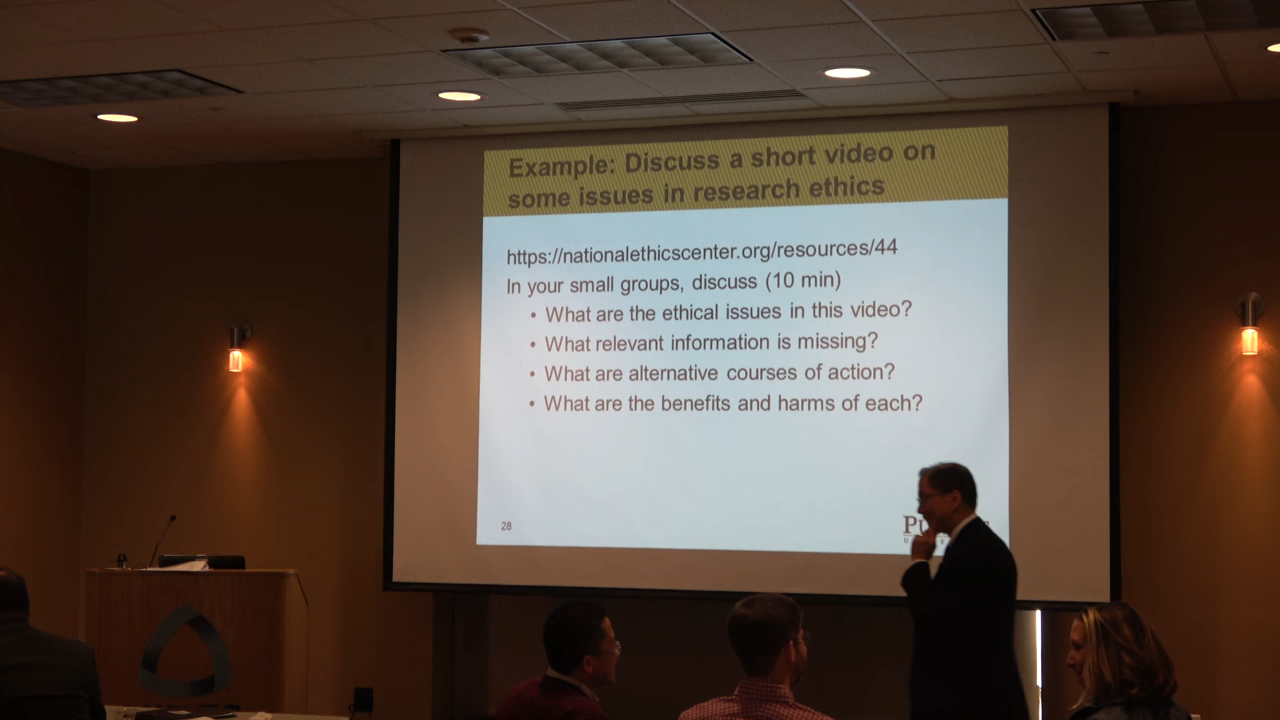 Example: Discuss a short video on
some issues in research ethics
https://nationalethicscenter.org/resources/44
In your small groups, discuss (10 min)
• What are the ethical issues in this video?
• What relevant information is missing?
• What are alternative courses of action?
• What are the benefits and harms of each?
28